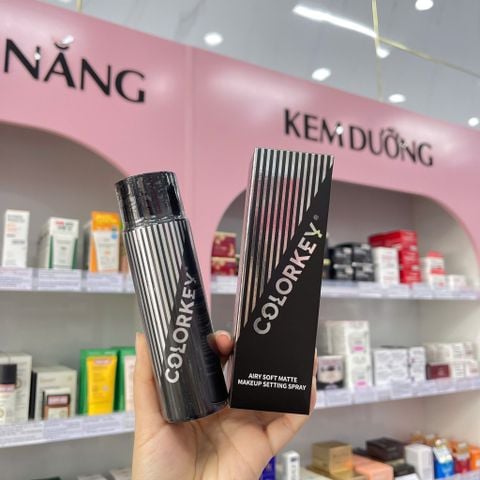 NĂNG
KEM DƯỠNG
COLORKEY
COLORKEY®
AIRY SOFT MATTE
MAKEUP SETTING SPRAY